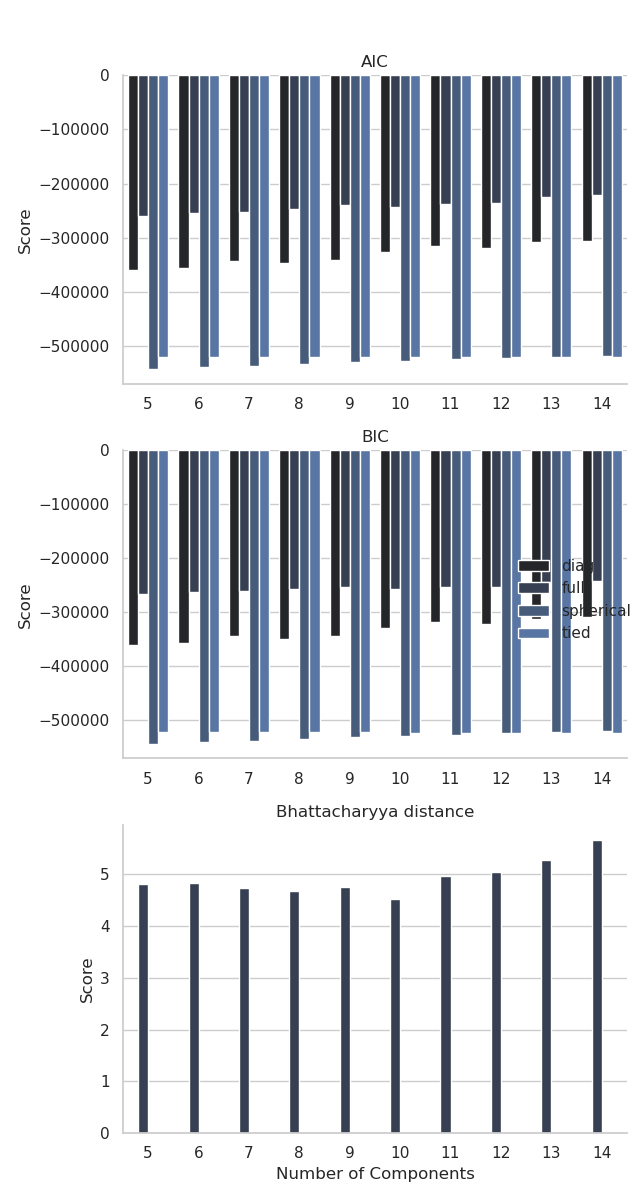 AIC
0
−100000
−200000
−300000
−400000
−500000
Score
5 6 7 8 9 10 11 12 13 14
BIC
0
−100000
−200000
−300000
−400000
−500000
Score
diag
full
spherical
tied
5 6 7 8 9 10 11 12 13 14
Bhattacharyya distance
5
4
3
2
1
0
Score
5 6 7 8 9 10 11 12 13 14
Number of Components